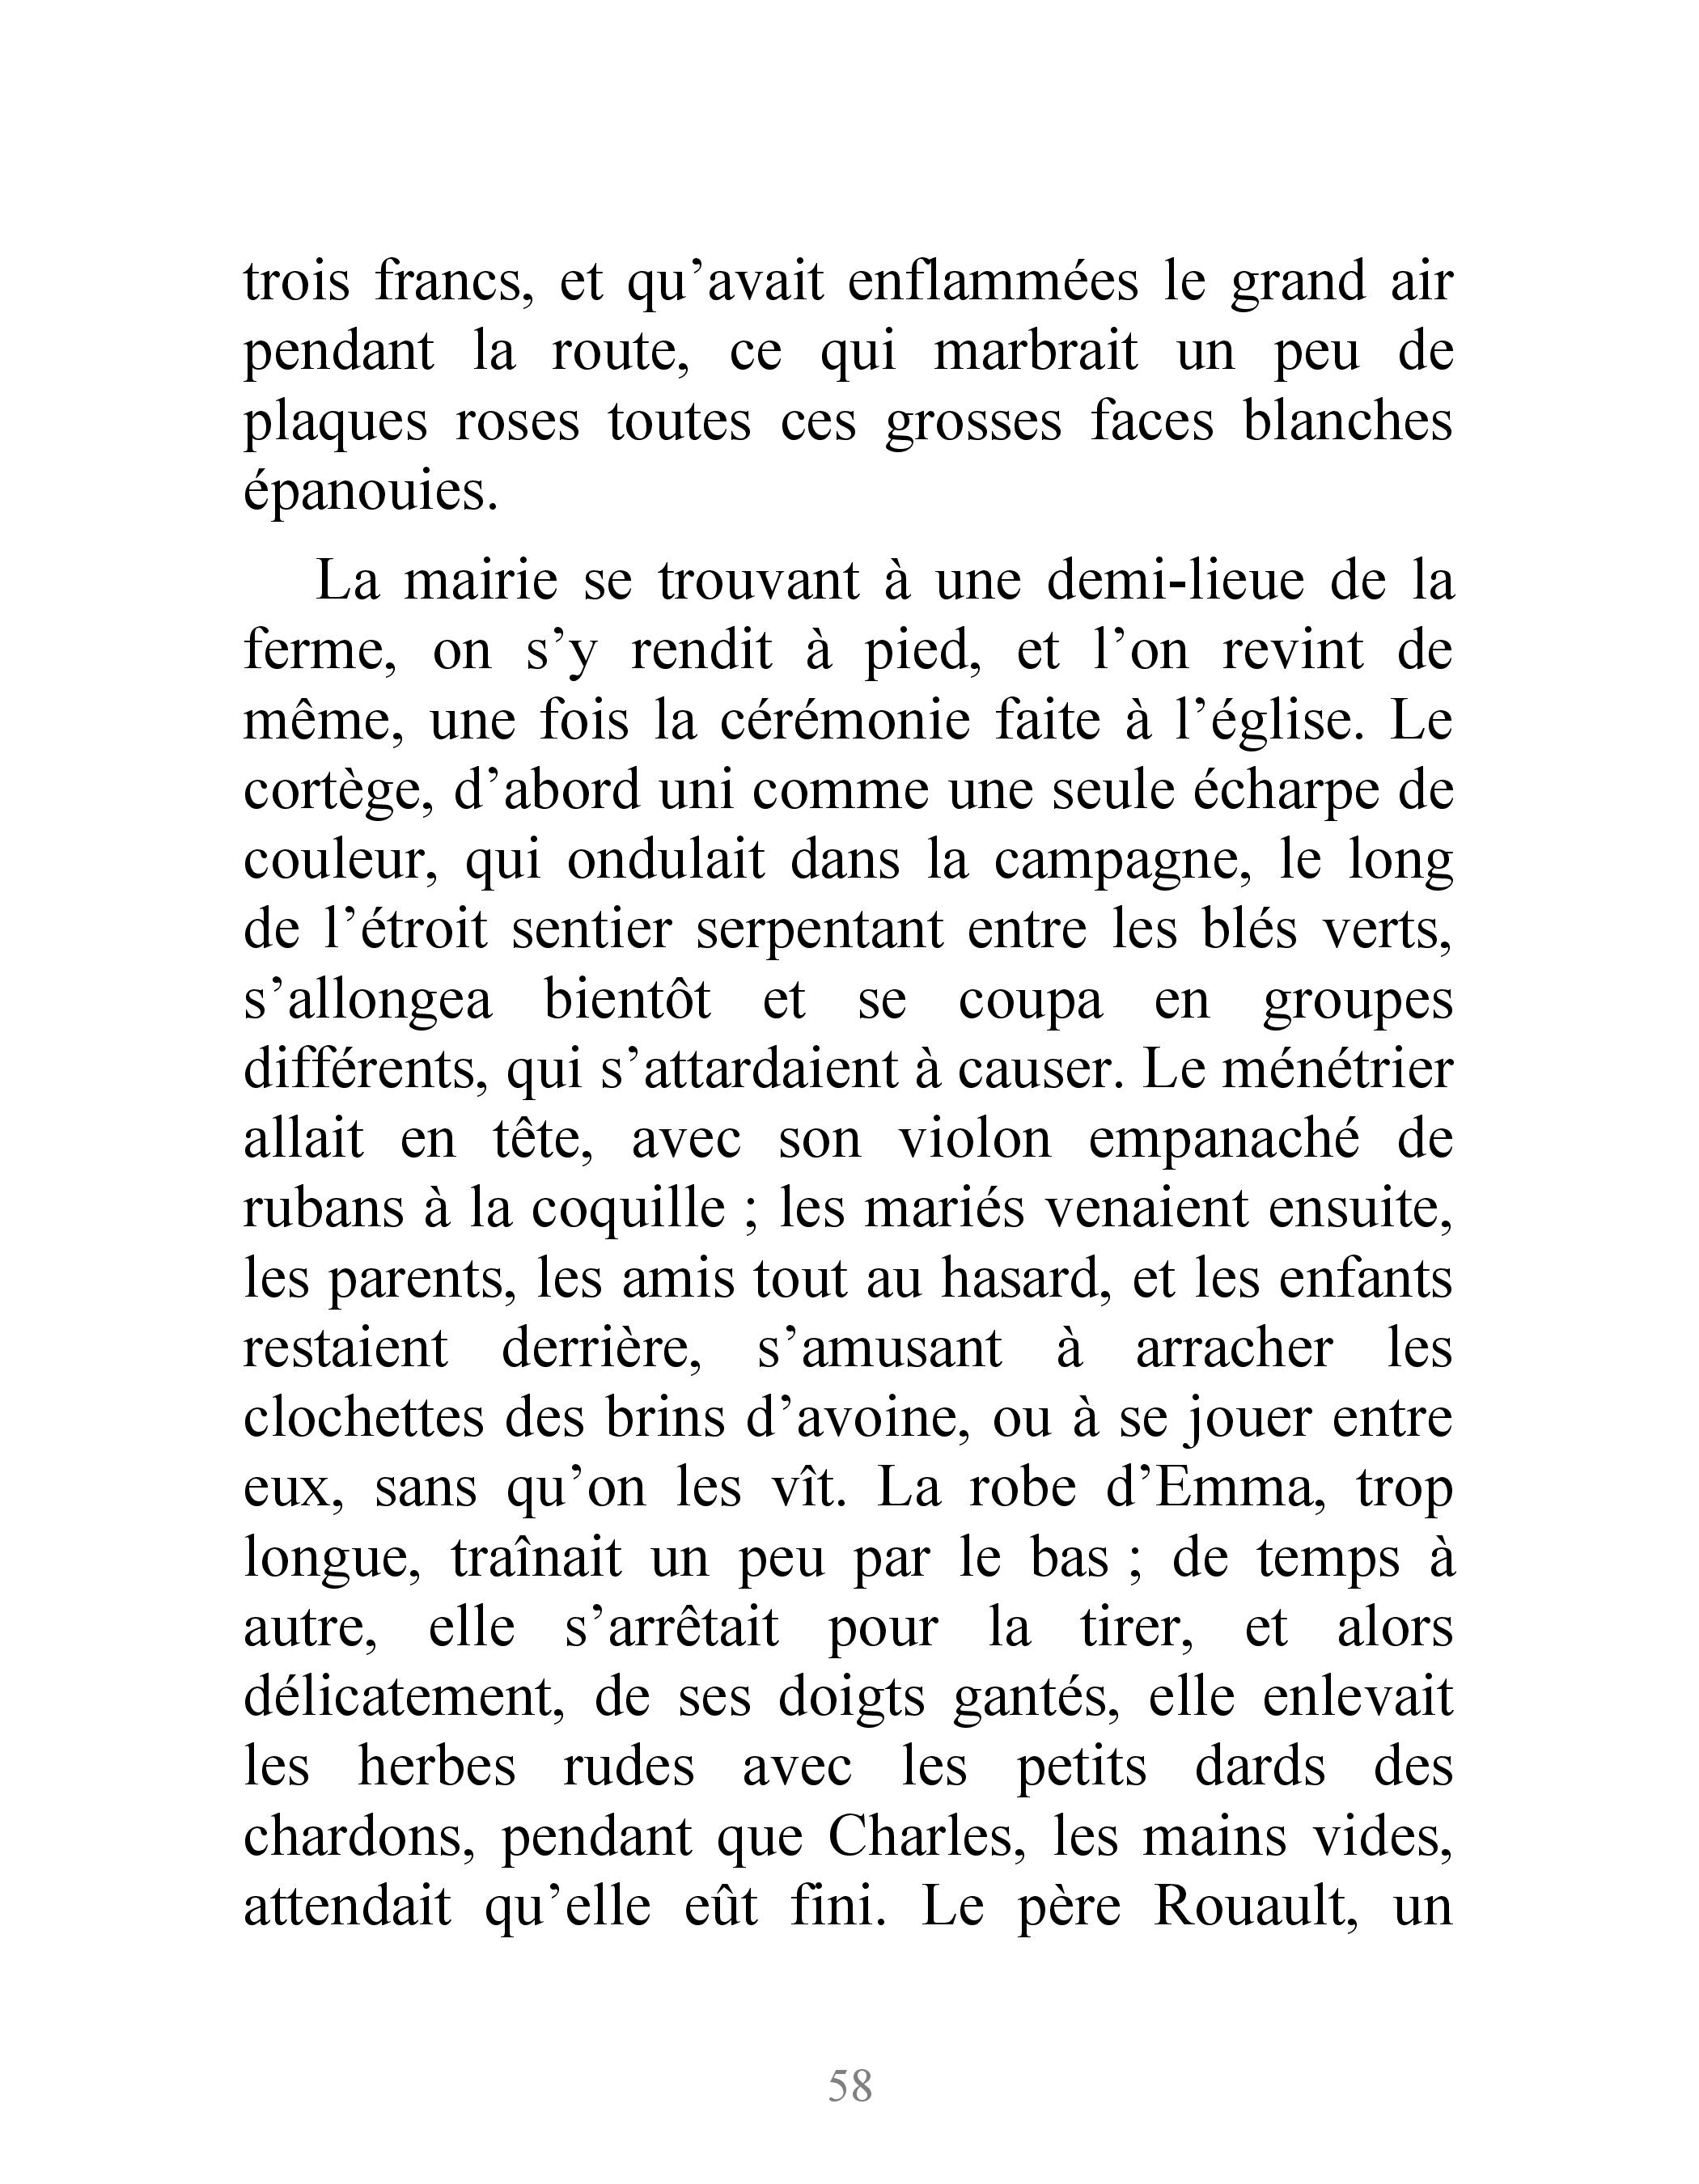 trois francs, et qu’avait enflammées le grand air
pendant la route, ce qui marbrait un peu de
plaques roses toutes ces grosses faces blanches
épanouies.
La mairie se trouvant à une demi-lieue de la
ferme, on s’y rendit à pied, et l’on revint de
même, une fois la cérémonie faite à l’église. Le
cortège, d’abord uni comme une seule écharpe de
couleur, qui ondulait dans la campagne, le long
de l’étroit sentier serpentant entre les blés verts,
s’allongea bientôt et se coupa en groupes
différents, qui s’attardaient à causer. Le ménétrier
allait en tête, avec son violon empanaché de
rubans à la coquille ; les mariés venaient ensuite,
les parents, les amis tout au hasard, et les enfants
restaient derrière, s’amusant à arracher les
clochettes des brins d’avoine, ou à se jouer entre
eux, sans qu’on les vît. La robe d’Emma, trop
longue, traînait un peu par le bas ; de temps à
autre, elle s’arrêtait pour la tirer, et alors
délicatement, de ses doigts gantés, elle enlevait
les herbes rudes avec les petits dards des
chardons, pendant que Charles, les mains vides,
attendait qu’elle eût fini. Le père Rouault, un
58